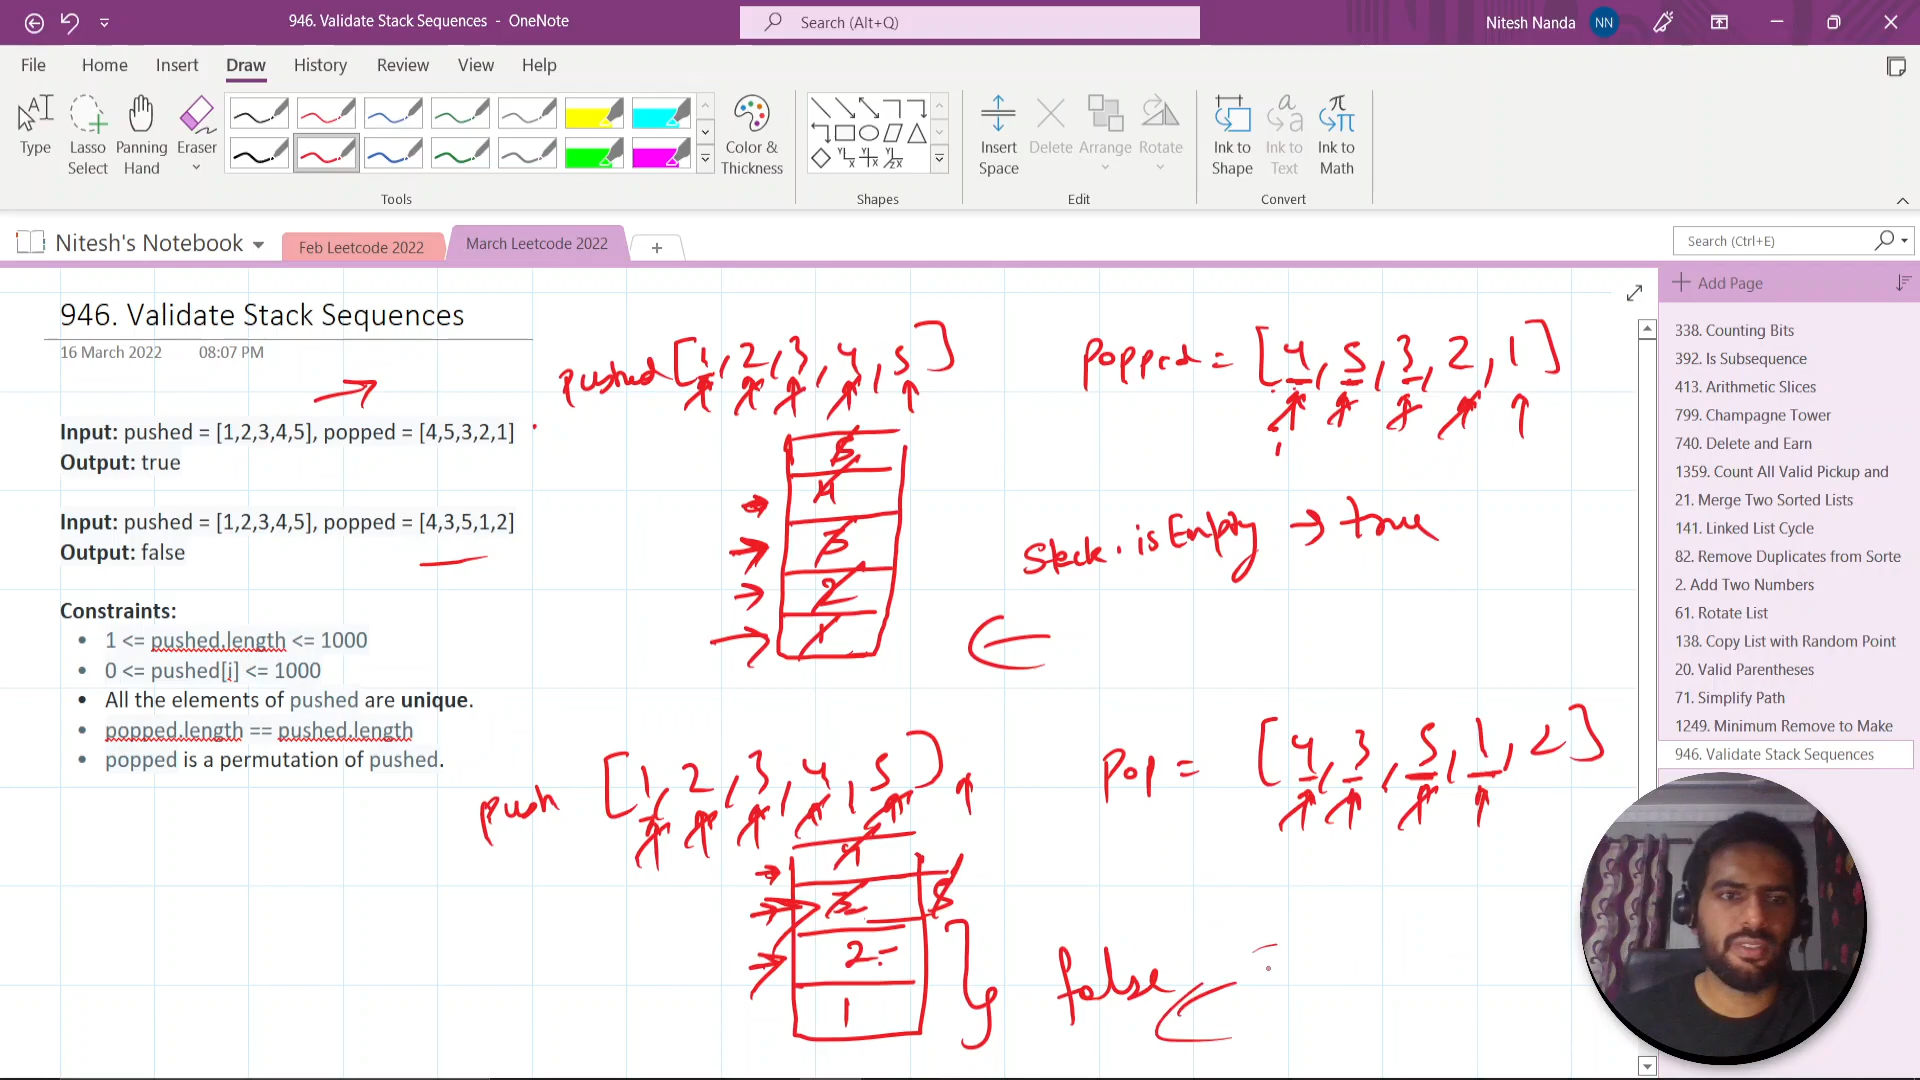 946. Validate Stack Sequences - OneNote
Search (Alt+Q)
Nitesh Nanda
NN
File Home Insert Draw History Review View Help
Type
Lasso Select
Panning Hand
Eraser
Color & Thickness
Insert Space
Delete
Arrange
Rotate
Ink to Shape
Ink to Text
Ink to Math
Tools
Shapes
Edit
Convert
Nitesh's Notebook
Feb Leetcode 2022
March Leetcode 2022
+
Search (Ctrl+E)
Add Page
338. Counting Bits
392. Is Subsequence
413. Arithmetic Slices
799. Champagne Tower
740. Delete and Earn
1359. Count All Valid Pickup and
21. Merge Two Sorted Lists
141. Linked List Cycle
82. Remove Duplicates from Sorte
2. Add Two Numbers
61. Rotate List
138. Copy List with Random Point
20. Valid Parentheses
71. Simplify Path
1249. Minimum Remove to Make
946. Validate Stack Sequences
946. Validate Stack Sequences
16 March 2022 08:07 PM
Input: pushed = [1,2,3,4,5], popped = [4,5,3,2,1]
Output: true
Input: pushed = [1,2,3,4,5], popped = [4,3,5,1,2]
Output: false
Constraints:
• 1 <= pushed.length <= 1000
• 0 <= pushed[i] <= 1000
• All the elements of pushed are unique.
• popped.length == pushed.length
• popped is a permutation of pushed.
pushed [1, 2, 3, 4, 5]
popped = [4, 5, 3, 2, 1]
5
4
3
2
1
Stack. isEmpty → true
push [1, 2, 3, 4, 5]
pop = [4, 3, 5, 1, 2]
4
3 5
2
1
false